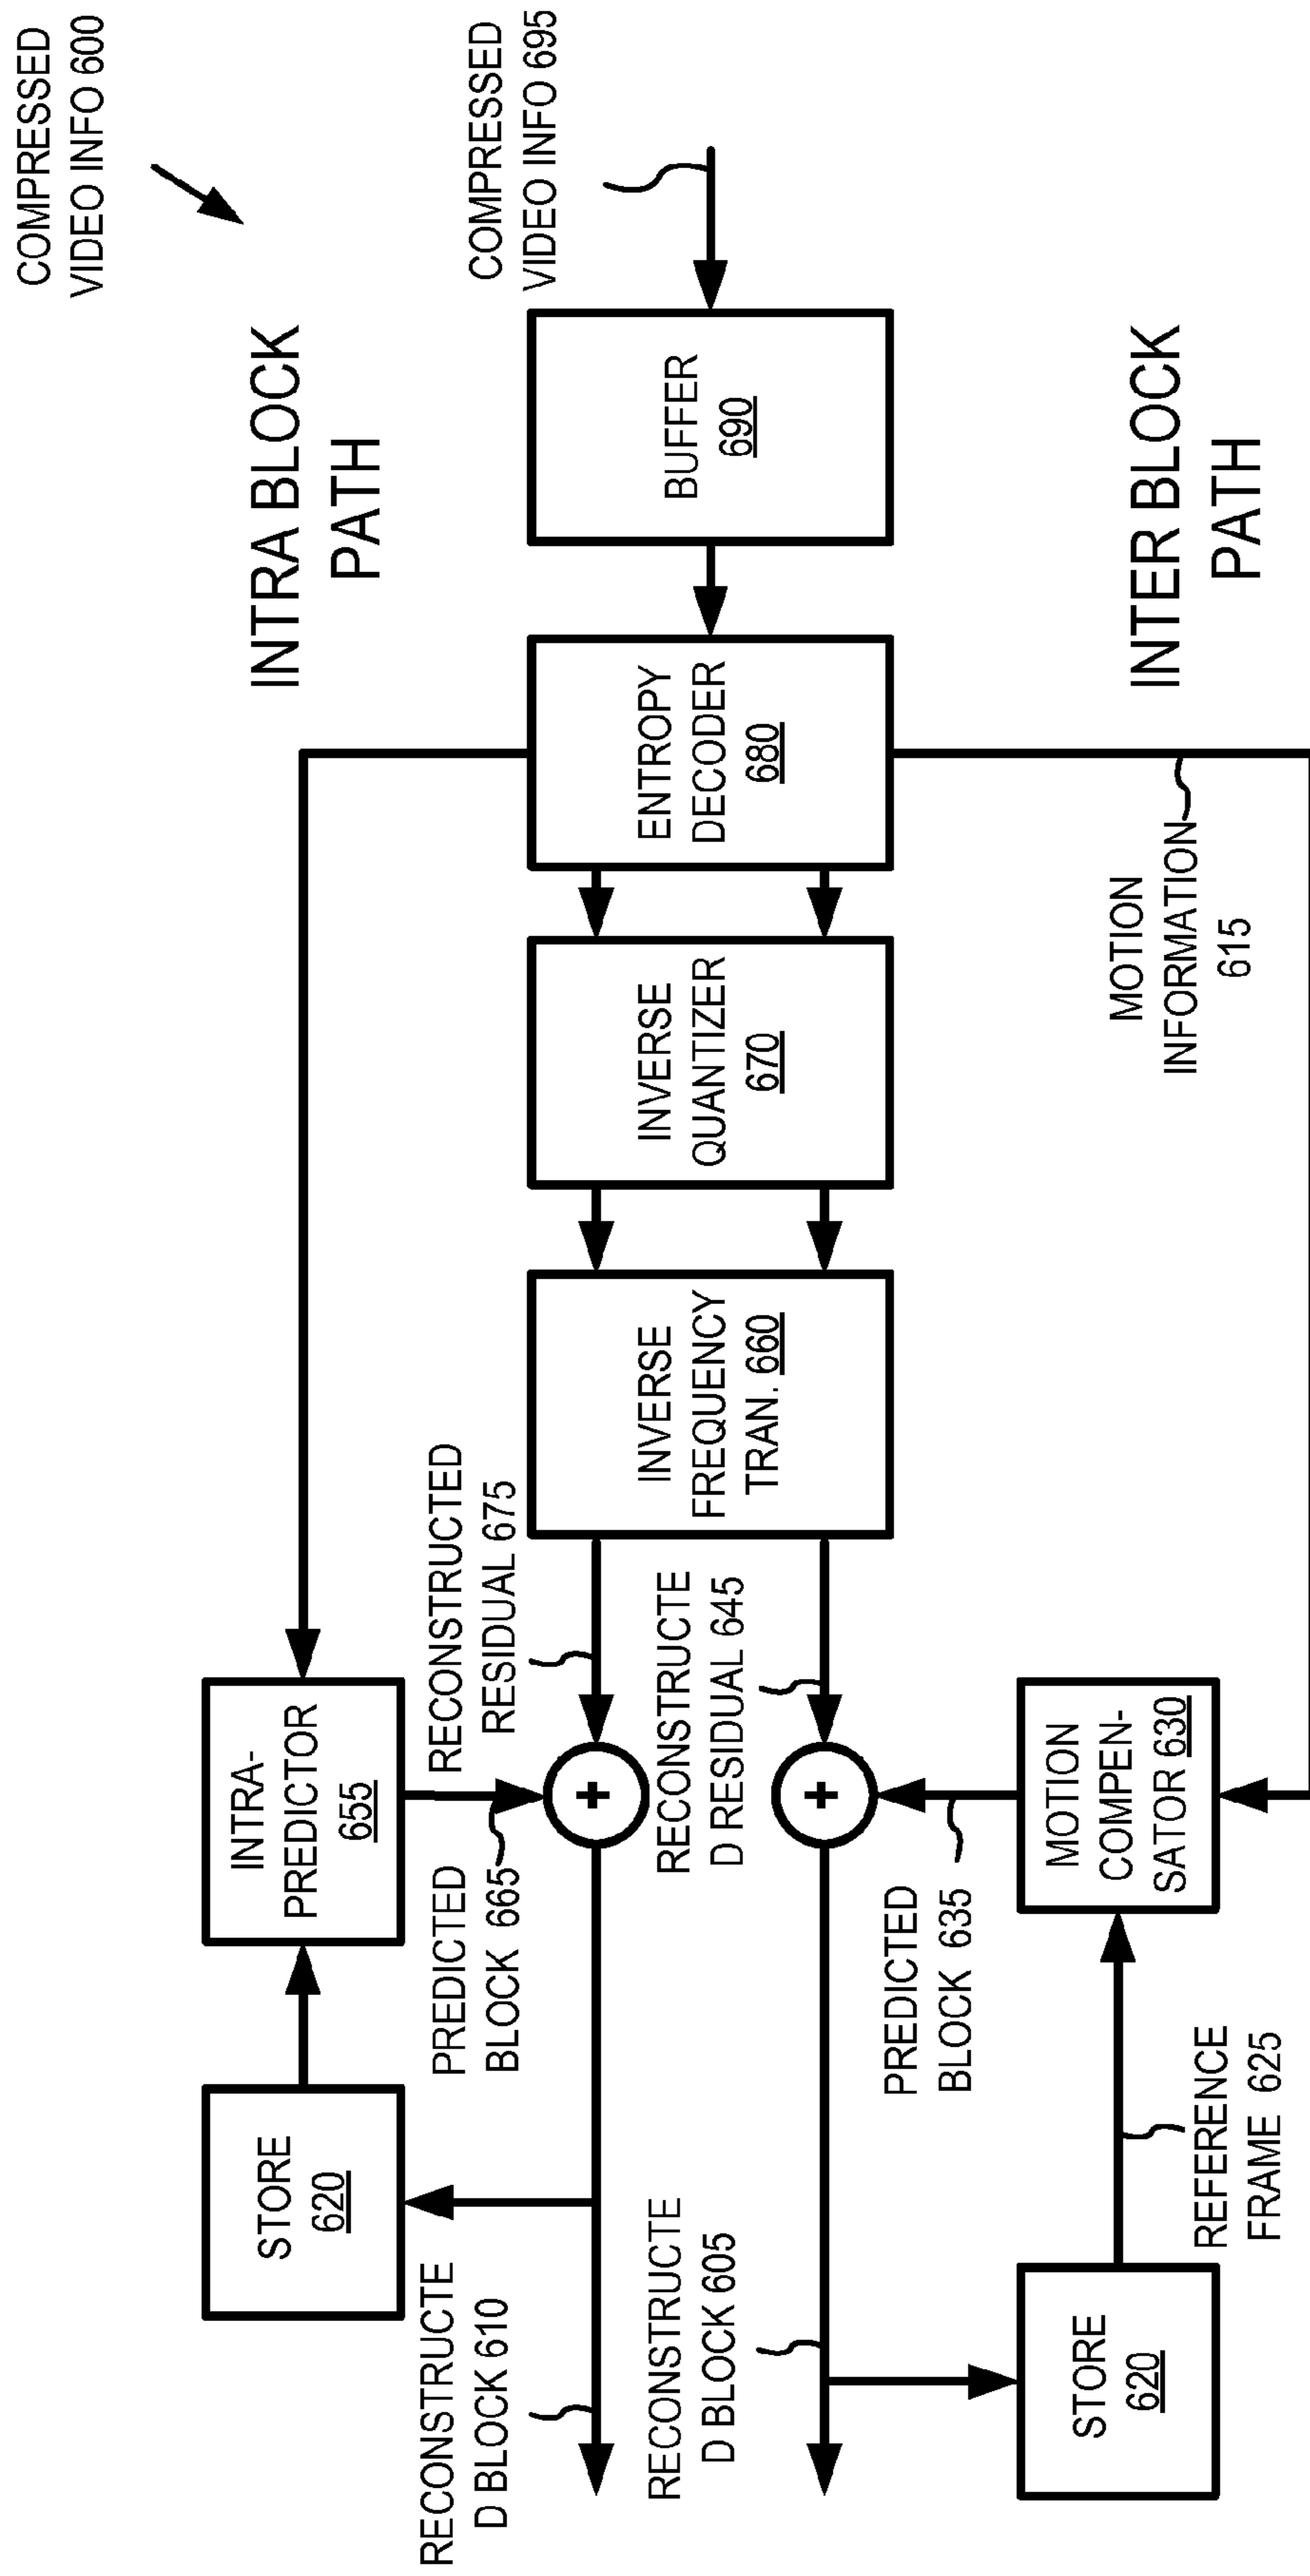 COMPRESSED
VIDEO INFO 600
INTRA BLOCK
PATH
COMPRESSED
VIDEO INFO 695
BUFFER
690
ENTROPY
DECODER
680
INVERSE
QUANTIZER
670
INVERSE
FREQUENCY
TRAN. 660
INTER BLOCK
PATH
MOTION
INFORMATION
615
RECONSTRUCTED
RESIDUAL 675
RECONSTRUCTE
D RESIDUAL 645
INTRA-
PREDICTOR
655
PREDICTED
BLOCK 665
+
+
PREDICTED
BLOCK 635
MOTION
COMPEN-
SATOR 630
STORE
620
RECONSTRUCTE
D BLOCK 610
RECONSTRUCTE
D BLOCK 605
REFERENCE
FRAME 625
STORE
620